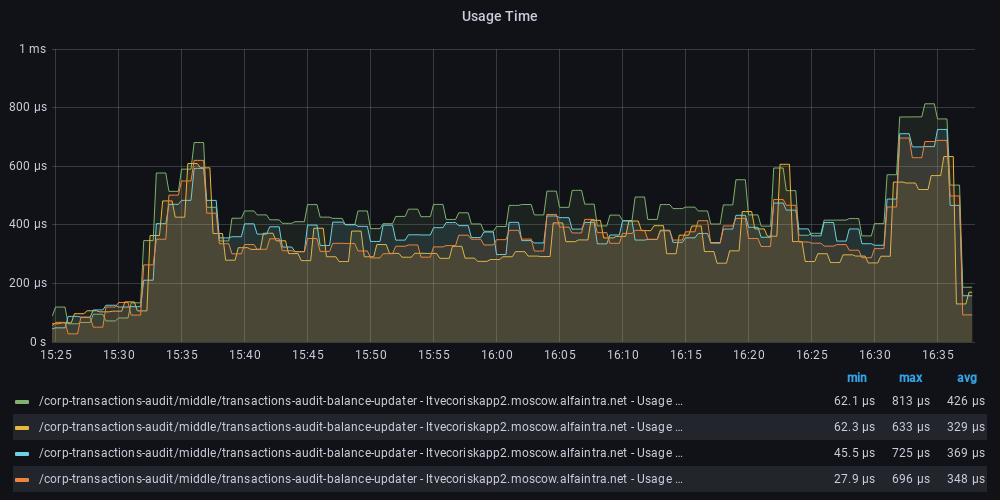 Usage Time
1 ms
800 µs
600 µs
400 µs
200 µs
0 s
15:25 15:30 15:35 15:40 15:45 15:50 15:55 16:00 16:05 16:10 16:15 16:20 16:25 16:30 16:35
min max avg
/corp-transactions-audit/middle/transactions-audit-balance-updater - ltvecoriskapp2.moscow.alfaintra.net - Usage ... 62.1 µs 813 µs 426 µs
/corp-transactions-audit/middle/transactions-audit-balance-updater - ltvecoriskapp2.moscow.alfaintra.net - Usage ... 62.3 µs 633 µs 329 µs
/corp-transactions-audit/middle/transactions-audit-balance-updater - ltvecoriskapp2.moscow.alfaintra.net - Usage ... 45.5 µs 725 µs 369 µs
/corp-transactions-audit/middle/transactions-audit-balance-updater - ltvecoriskapp2.moscow.alfaintra.net - Usage ... 27.9 µs 696 µs 348 µs